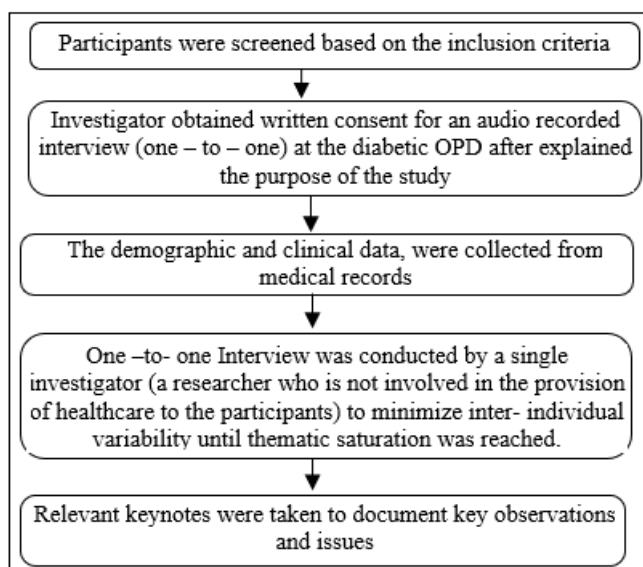 Participants were screened based on the inclusion criteria
Investigator obtained written consent for an audio recorded
interview (one – to – one) at the diabetic OPD after explained
the purpose of the study
The demographic and clinical data, were collected from
medical records
One –to- one Interview was conducted by a single
investigator (a researcher who is not involved in the provision
of healthcare to the participants) to minimize inter- individual
variability until thematic saturation was reached.
Relevant keynotes were taken to document key observations
and issues